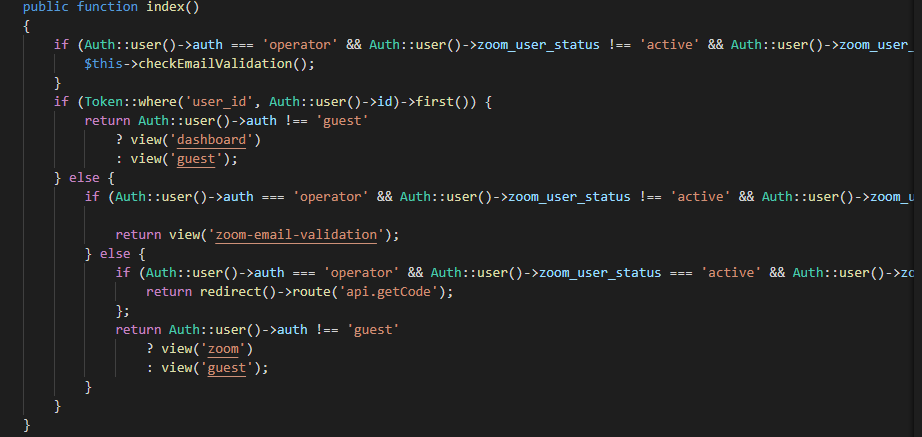 public function index()
{
if (Auth::user()->auth === 'operator' && Auth::user()->zoom_user_status !== 'active' && Auth::user()->zoom_user_
$this->checkEmailValidation();
}
if (Token::where('user_id', Auth::user()->id)->first()) {
return Auth::user()->auth !== 'guest'
? view('dashboard')
: view('guest');
} else {
if (Auth::user()->auth === 'operator' && Auth::user()->zoom_user_status !== 'active' && Auth::user()->zoom_u
return view('zoom-email-validation');
} else {
if (Auth::user()->auth === 'operator' && Auth::user()->zoom_user_status === 'active' && Auth::user()->zo
return redirect()->route('api.getCode');
};
return Auth::user()->auth !== 'guest'
? view('zoom')
: view('guest');
}
}
}